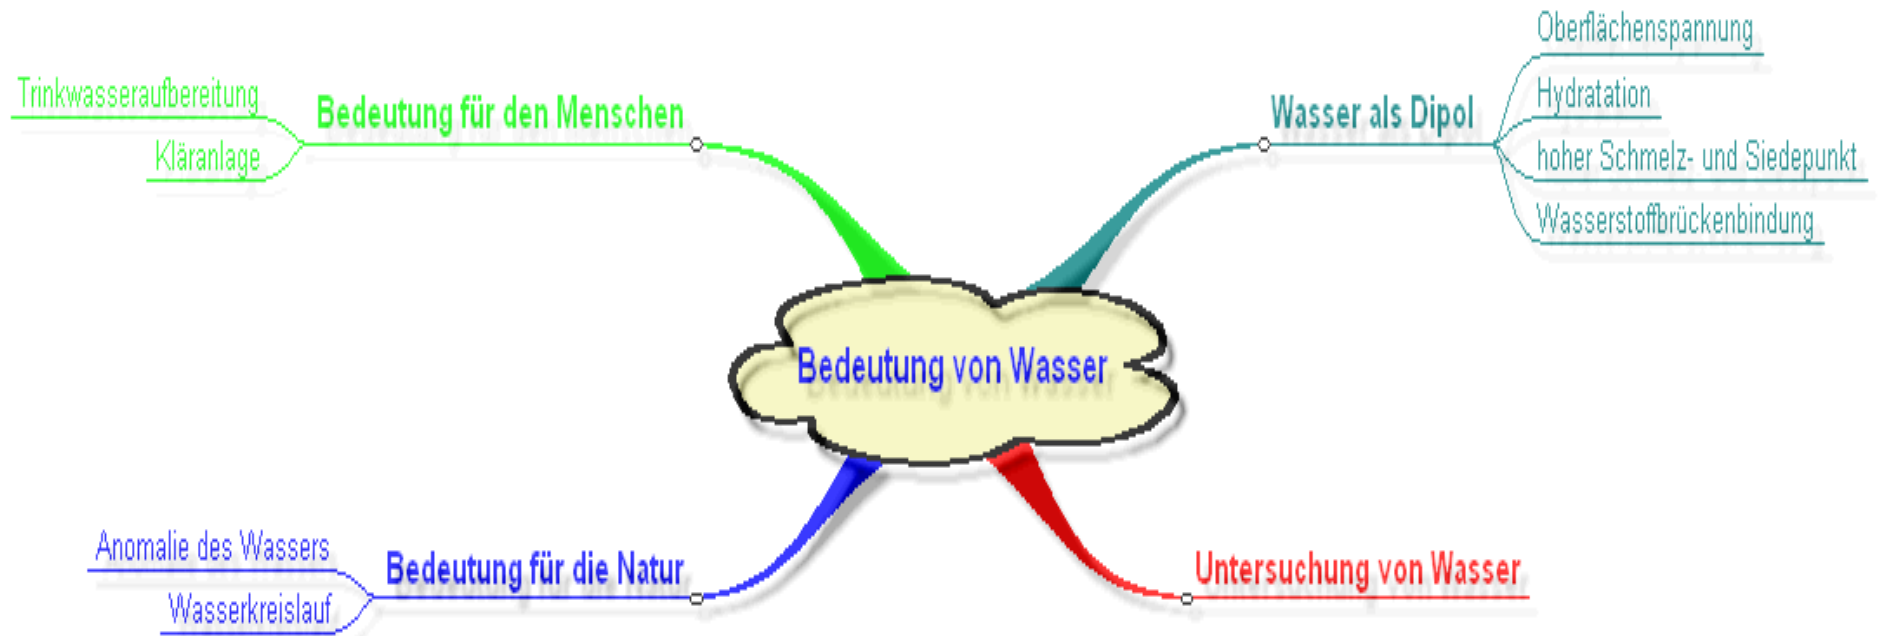 Bedeutung von Wasser
Bedeutung für den Menschen
Trinkwasseraufbereitung
Kläranlage
Wasser als Dipol
Oberflächenspannung
Hydratation
hoher Schmelz- und Siedepunkt
Wasserstoffbrückenbindung
Bedeutung für die Natur
Anomalie des Wassers
Wasserkreislauf
Untersuchung von Wasser